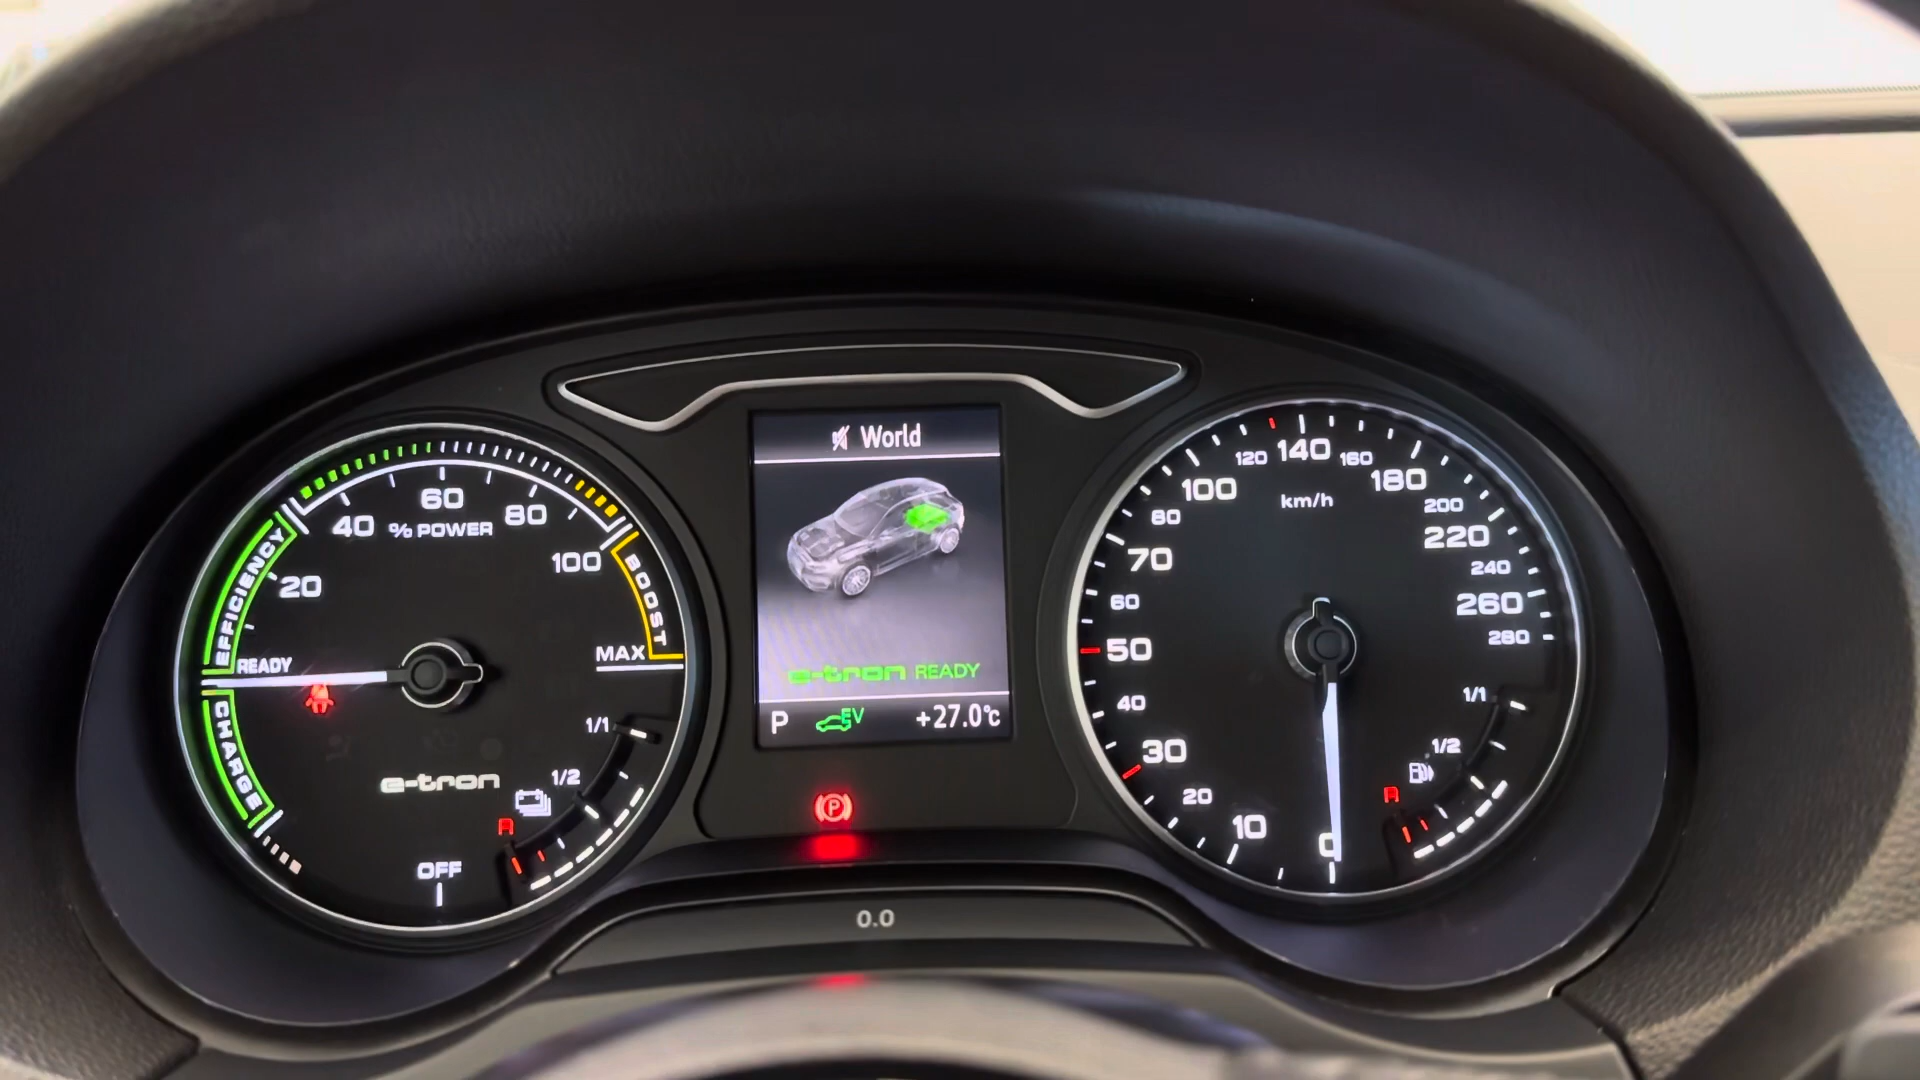 World
e-tron READY
P EV +27.0°C
P
0.0
20
40
60
80
100
% POWER
EFFICIENCY
READY
CHARGE
BOOST
MAX
OFF
e-tron
1/1
1/2
R
0
10
20
30
40
50
60
70
80
100
120
140
160
180
200
220
240
260
280
km/h
1/1
1/2
R